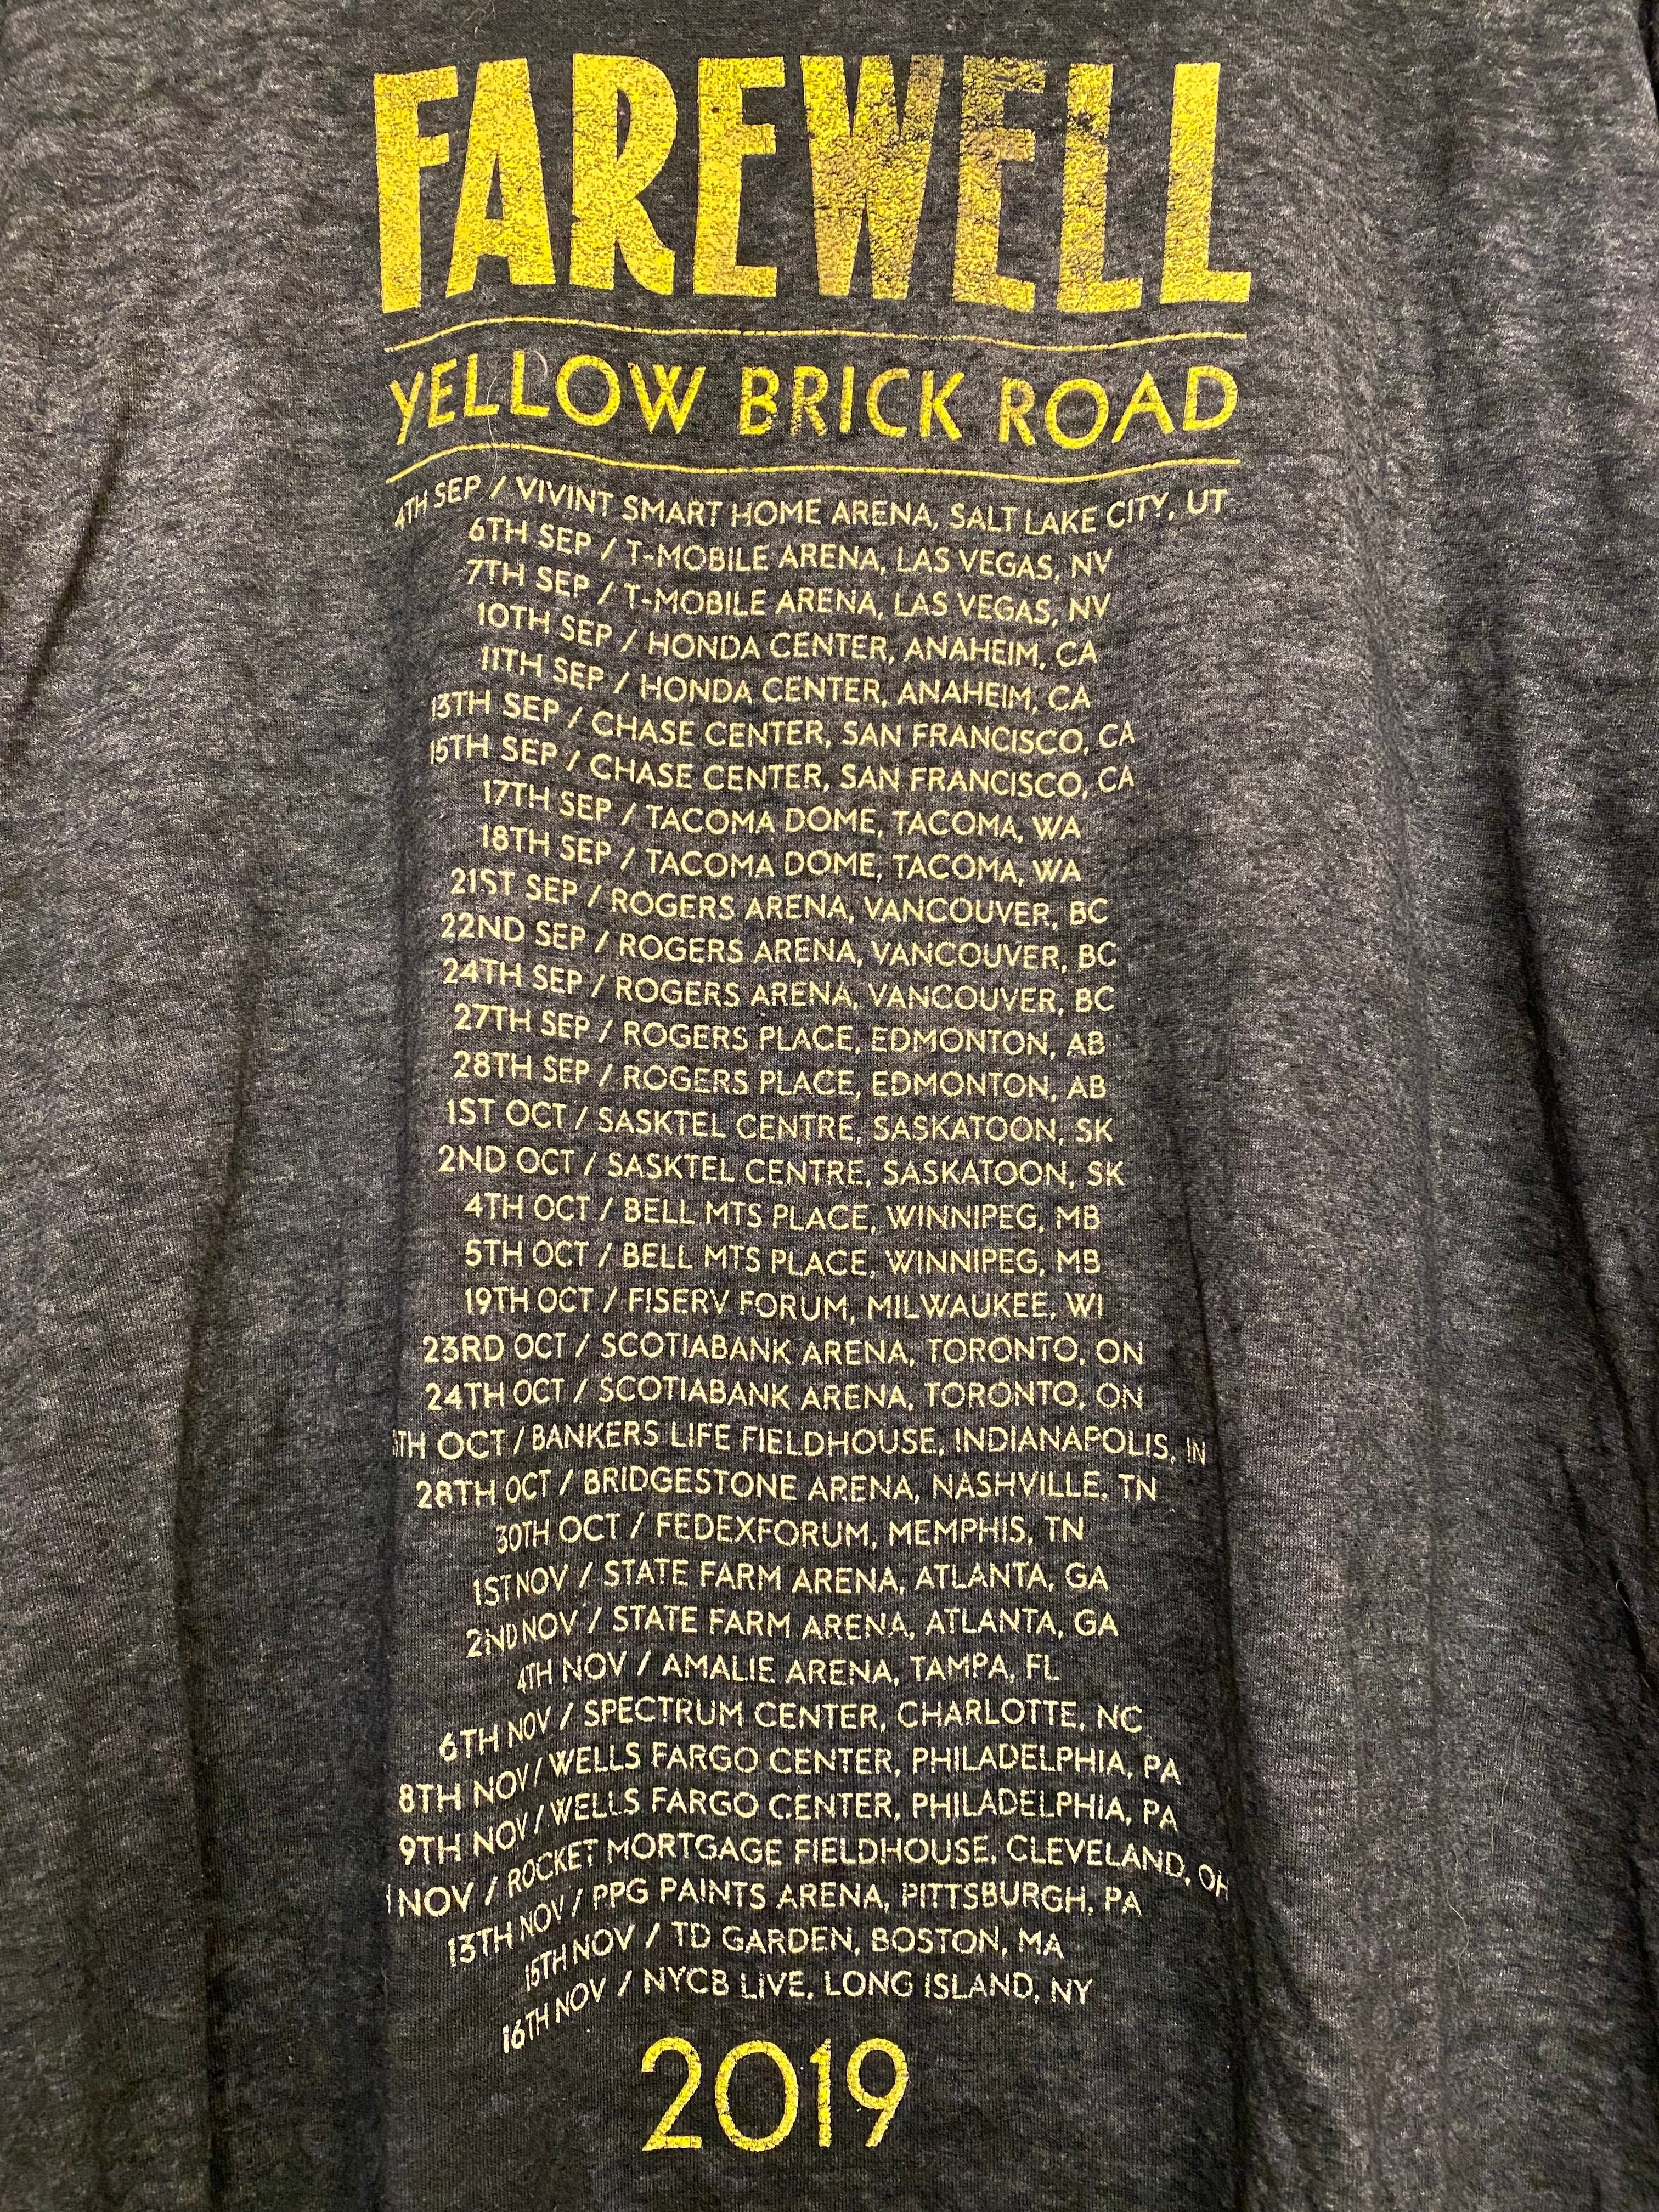 FAREWELL
YELLOW BRICK ROAD
4TH SEP / VIVINT SMART HOME ARENA, SALT LAKE CITY, UT
6TH SEP / T-MOBILE ARENA, LAS VEGAS, NV
7TH SEP / T-MOBILE ARENA, LAS VEGAS, NV
10TH SEP / HONDA CENTER, ANAHEIM, CA
11TH SEP / HONDA CENTER, ANAHEIM, CA
13TH SEP / CHASE CENTER, SAN FRANCISCO, CA
15TH SEP / CHASE CENTER, SAN FRANCISCO, CA
17TH SEP / TACOMA DOME, TACOMA, WA
18TH SEP / TACOMA DOME, TACOMA, WA
21ST SEP / ROGERS ARENA, VANCOUVER, BC
22ND SEP / ROGERS ARENA, VANCOUVER, BC
24TH SEP / ROGERS ARENA, VANCOUVER, BC
27TH SEP / ROGERS PLACE, EDMONTON, AB
28TH SEP / ROGERS PLACE, EDMONTON, AB
1ST OCT / SASKTEL CENTRE, SASKATOON, SK
2ND OCT / SASKTEL CENTRE, SASKATOON, SK
4TH OCT / BELL MTS PLACE, WINNIPEG, MB
5TH OCT / BELL MTS PLACE, WINNIPEG, MB
19TH OCT / FISERV FORUM, MILWAUKEE, WI
23RD OCT / SCOTIABANK ARENA, TORONTO, ON
24TH OCT / SCOTIABANK ARENA, TORONTO, ON
OCT / BANKERS LIFE FIELDHOUSE, INDIANAPOLIS, IN
28TH OCT / BRIDGESTONE ARENA, NASHVILLE, TN
30TH OCT / FEDEXFORUM, MEMPHIS, TN
1ST NOV / STATE FARM ARENA, ATLANTA, GA
2ND NOV / STATE FARM ARENA, ATLANTA, GA
4TH NOV / AMALIE ARENA, TAMPA, FL
6TH NOV / SPECTRUM CENTER, CHARLOTTE, NC
8TH NOV / WELLS FARGO CENTER, PHILADELPHIA, PA
9TH NOV / WELLS FARGO CENTER, PHILADELPHIA, PA
NOV / ROCKET MORTGAGE FIELDHOUSE, CLEVELAND, OH
13TH NOV / PPG PAINTS ARENA, PITTSBURGH, PA
15TH NOV / TD GARDEN, BOSTON, MA
16TH NOV / NYCB LIVE, LONG ISLAND, NY
2019